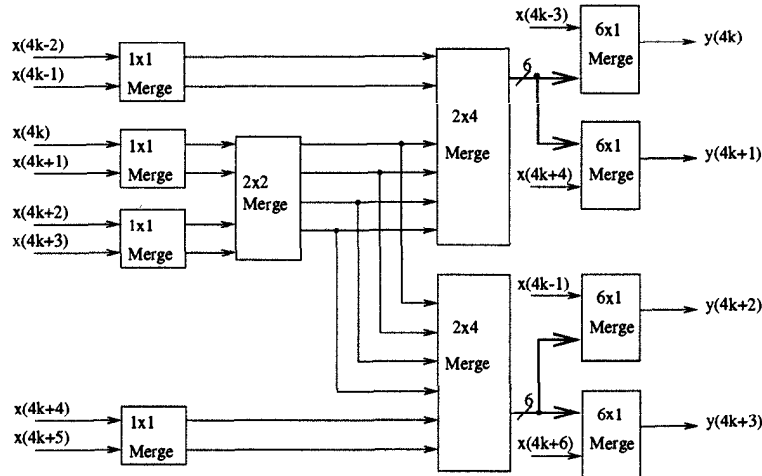 x(4k-2)
x(4k-1)
1x1
Merge
x(4k)
x(4k+1)
1x1
Merge
x(4k+2)
x(4k+3)
1x1
Merge
2x2
Merge
2x4
Merge
6
x(4k-3)
6x1
Merge
y(4k)
x(4k+4)
6x1
Merge
y(4k+1)
x(4k+4)
x(4k+5)
1x1
Merge
2x4
Merge
6
x(4k-1)
6x1
Merge
y(4k+2)
x(4k+6)
6x1
Merge
y(4k+3)